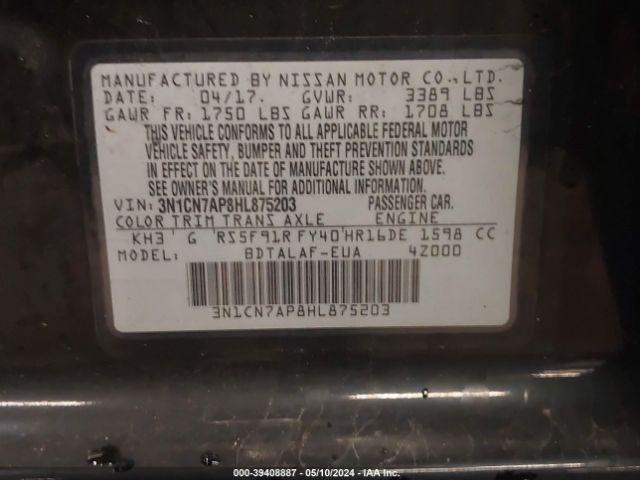 MANUFACTURED BY NISSAN MOTOR CO., LTD.
DATE: 04/17. GVWR: 3389 LBS
GAWR FR: 1750 LBS GAWR RR: 1708 LBS
THIS VEHICLE CONFORMS TO ALL APPLICABLE FEDERAL MOTOR
VEHICLE SAFETY, BUMPER AND THEFT PREVENTION STANDARDS
IN EFFECT ON THE DATE OF MANUFACTURE SHOWN ABOVE.
SEE OWNER'S MANUAL FOR ADDITIONAL INFORMATION.
VIN: 3N1CN7AP8HL875203 PASSENGER CAR.
COLOR TRIM TRANS AXLE ENGINE
KH3 G RS5F91R FY40 HR16DE 1598 CC
MODEL: BDTALAF-EUA 4Z000
3N1CN7AP8HL875203
000-39408887 - 05/10/2024 - IAA Inc.